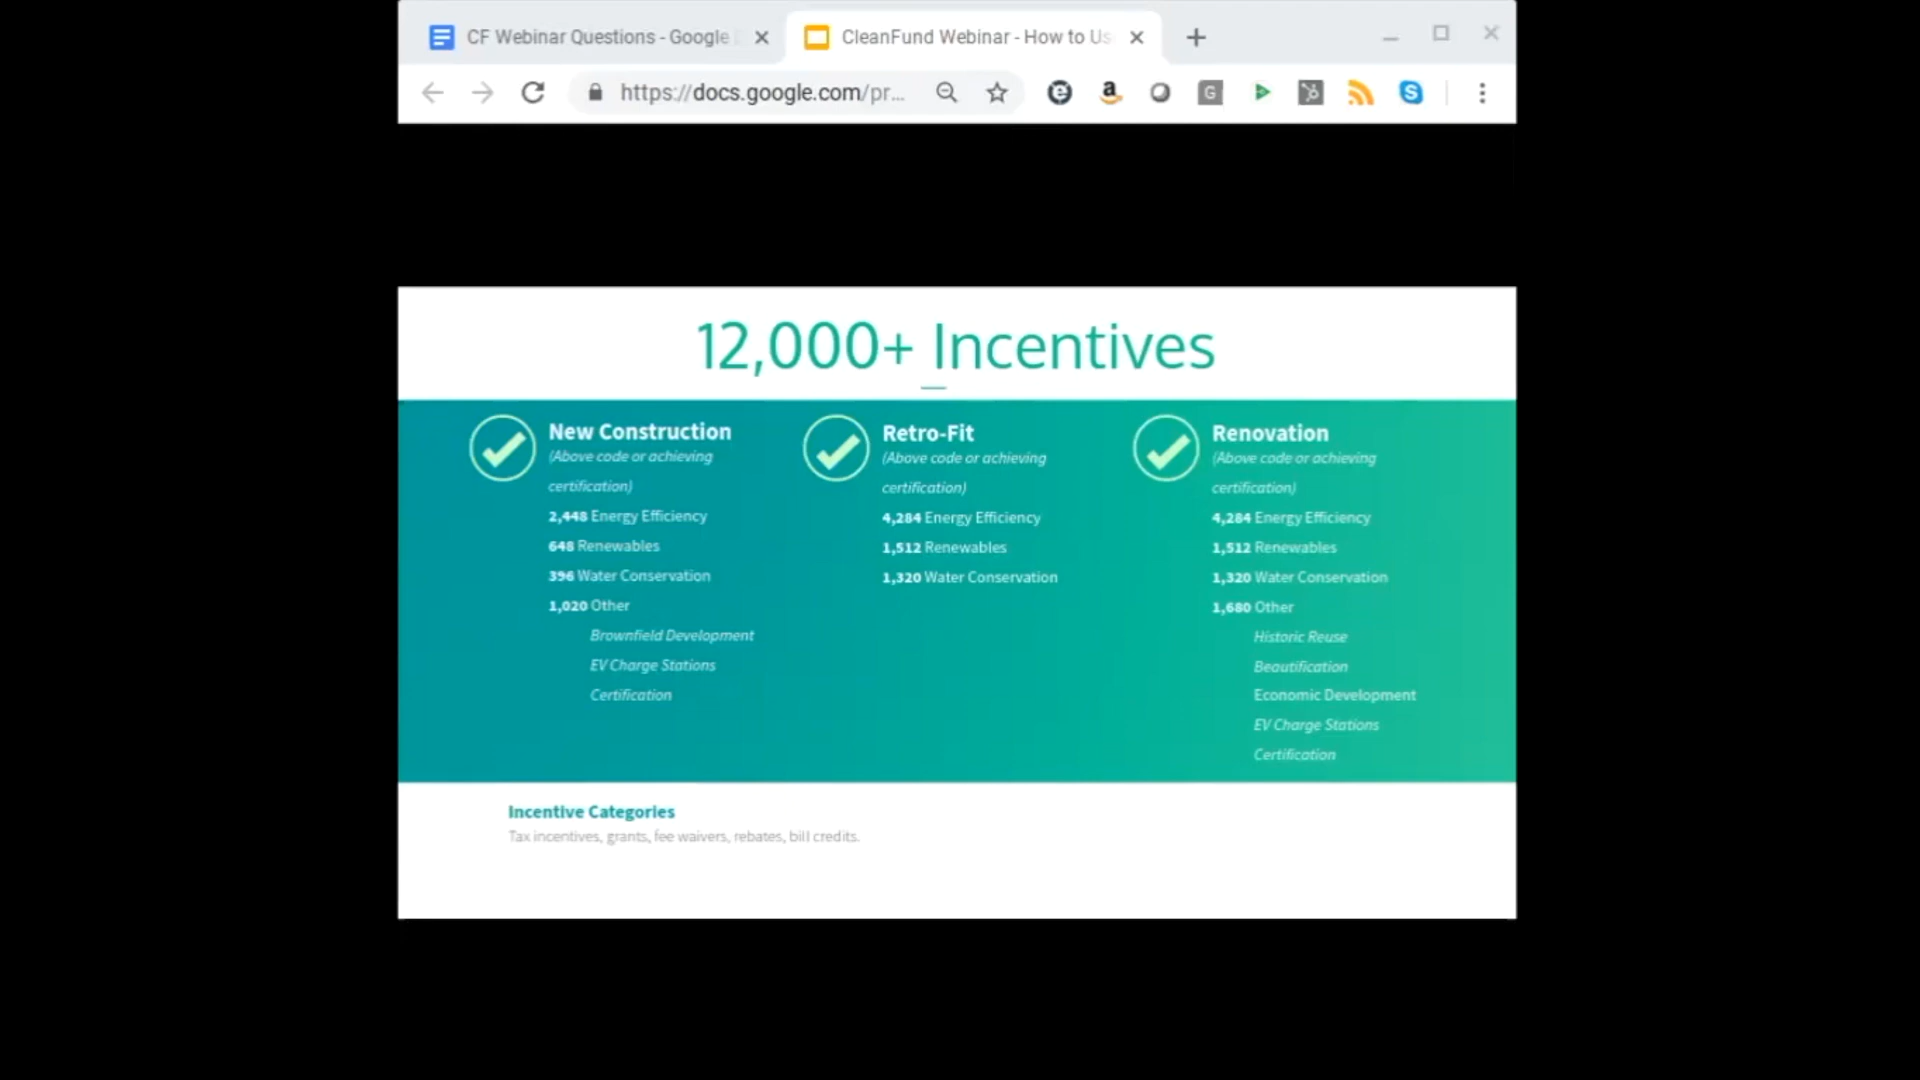 CF Webinar Questions - Google
CleanFund Webinar - How to Us
https://docs.google.com/pr...
12,000+ Incentives
New Construction
(Above code or achieving
certification)
2,448 Energy Efficiency
648 Renewables
396 Water Conservation
1,020 Other
Brownfield Development
EV Charge Stations
Certification
Retro-Fit
(Above code or achieving
certification)
4,284 Energy Efficiency
1,512 Renewables
1,320 Water Conservation
Renovation
(Above code or achieving
certification)
4,284 Energy Efficiency
1,512 Renewables
1,320 Water Conservation
1,680 Other
Historic Reuse
Beautification
Economic Development
EV Charge Stations
Certification
Incentive Categories
Tax incentives, grants, fee waivers, rebates, bill credits.